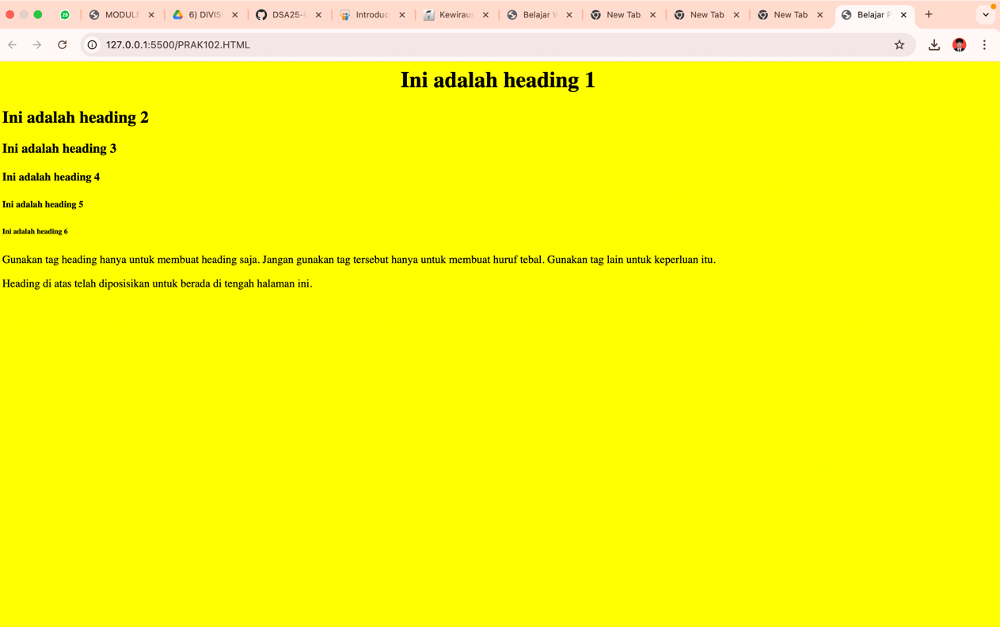 28 MODULE 6) DIVIS DSA25- Introduc Kewiraus Belajar W New Tab New Tab New Tab Belajar P
127.0.0.1:5500/PRAK102.HTML
Ini adalah heading 1
Ini adalah heading 2
Ini adalah heading 3
Ini adalah heading 4
Ini adalah heading 5
Ini adalah heading 6
Gunakan tag heading hanya untuk membuat heading saja. Jangan gunakan tag tersebut hanya untuk membuat huruf tebal. Gunakan tag lain untuk keperluan itu.
Heading di atas telah diposisikan untuk berada di tengah halaman ini.